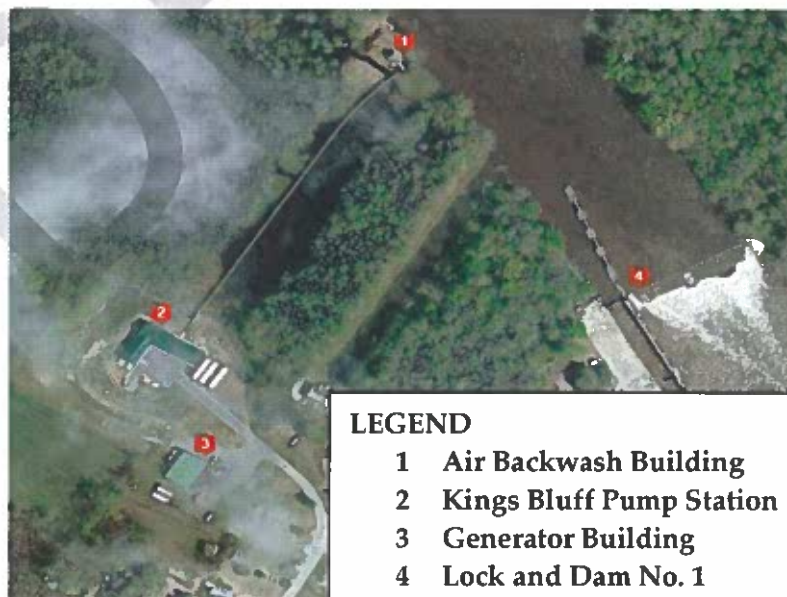 1
4
2
3
LEGEND
1 Air Backwash Building
2 Kings Bluff Pump Station
3 Generator Building
4 Lock and Dam No. 1